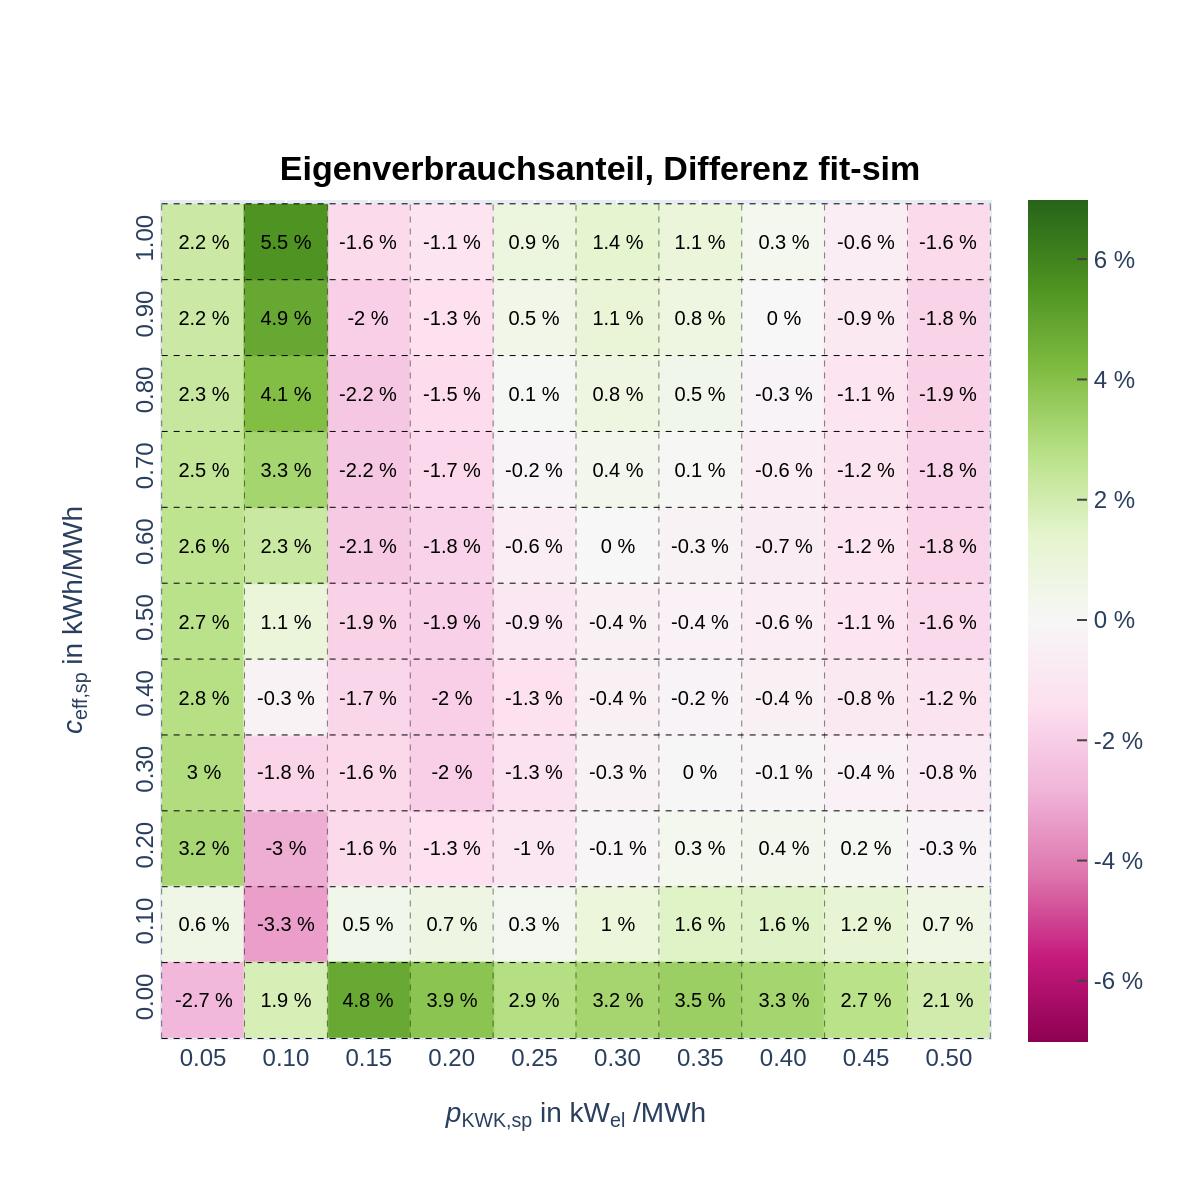 Eigenverbrauchsanteil, Differenz fit-sim
1.00 2.2 % 5.5 % -1.6 % -1.1 % 0.9 % 1.4 % 1.1 % 0.3 % -0.6 % -1.6 %
0.90 2.2 % 4.9 % -2 % -1.3 % 0.5 % 1.1 % 0.8 % 0 % -0.9 % -1.8 %
0.80 2.3 % 4.1 % -2.2 % -1.5 % 0.1 % 0.8 % 0.5 % -0.3 % -1.1 % -1.9 %
0.70 2.5 % 3.3 % -2.2 % -1.7 % -0.2 % 0.4 % 0.1 % -0.6 % -1.2 % -1.8 %
0.60 2.6 % 2.3 % -2.1 % -1.8 % -0.6 % 0 % -0.3 % -0.7 % -1.2 % -1.8 %
0.50 2.7 % 1.1 % -1.9 % -1.9 % -0.9 % -0.4 % -0.4 % -0.6 % -1.1 % -1.6 %
0.40 2.8 % -0.3 % -1.7 % -2 % -1.3 % -0.4 % -0.2 % -0.4 % -0.8 % -1.2 %
0.30 3 % -1.8 % -1.6 % -2 % -1.3 % -0.3 % 0 % -0.1 % -0.4 % -0.8 %
0.20 3.2 % -3 % -1.6 % -1.3 % -1 % -0.1 % 0.3 % 0.4 % 0.2 % -0.3 %
0.10 0.6 % -3.3 % 0.5 % 0.7 % 0.3 % 1 % 1.6 % 1.6 % 1.2 % 0.7 %
0.00 -2.7 % 1.9 % 4.8 % 3.9 % 2.9 % 3.2 % 3.5 % 3.3 % 2.7 % 2.1 %
0.05 0.10 0.15 0.20 0.25 0.30 0.35 0.40 0.45 0.50
pKWK,sp in kWel /MWh
ceff,sp in kWh/MWh
6 %
4 %
2 %
0 %
-2 %
-4 %
-6 %